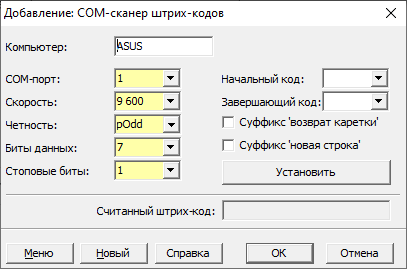 Добавление: COM-сканер штрих-кодов
Компьютер: ASUS
COM-порт: 1 Начальный код:
Скорость: 9 600 Завершающий код:
Четность: pOdd Суффикс 'возврат каретки'
Биты данных: 7 Суффикс 'новая строка'
Стоповые биты: 1 Установить
Считанный штрих-код:
Меню Новый Справка OK Отмена